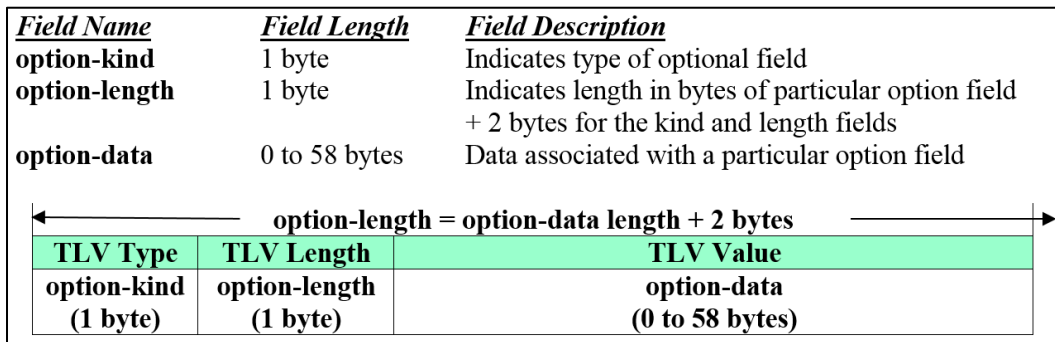 Field Name Field Length Field Description
option-kind 1 byte Indicates type of optional field
option-length 1 byte Indicates length in bytes of particular option field
+ 2 bytes for the kind and length fields
option-data 0 to 58 bytes Data associated with a particular option field
option-length = option-data length + 2 bytes
TLV Type TLV Length TLV Value
option-kind option-length option-data
(1 byte) (1 byte) (0 to 58 bytes)